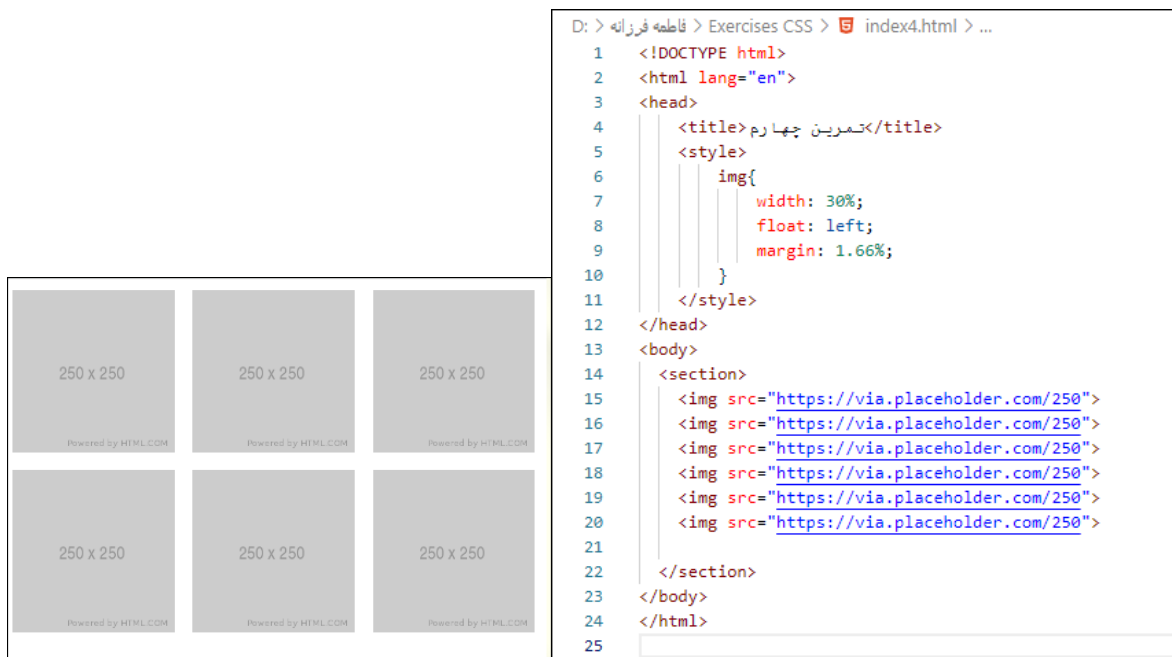 250 x 250
Powered by HTML.COM
250 x 250
Powered by HTML.COM
250 x 250
Powered by HTML.COM
250 x 250
Powered by HTML.COM
250 x 250
Powered by HTML.COM
250 x 250
Powered by HTML.COM
D: > فاطمه فرزانه > Exercises CSS > index4.html > ...
1 <!DOCTYPE html>
2 <html lang="en">
3 <head>
4 <title>تمرین چهارم</title>
5 <style>
6 img{
7 width: 30%;
8 float: left;
9 margin: 1.66%;
10 }
11 </style>
12 </head>
13 <body>
14 <section>
15 <img src="https://via.placeholder.com/250">
16 <img src="https://via.placeholder.com/250">
17 <img src="https://via.placeholder.com/250">
18 <img src="https://via.placeholder.com/250">
19 <img src="https://via.placeholder.com/250">
20 <img src="https://via.placeholder.com/250">
21
22 </section>
23 </body>
24 </html>
25